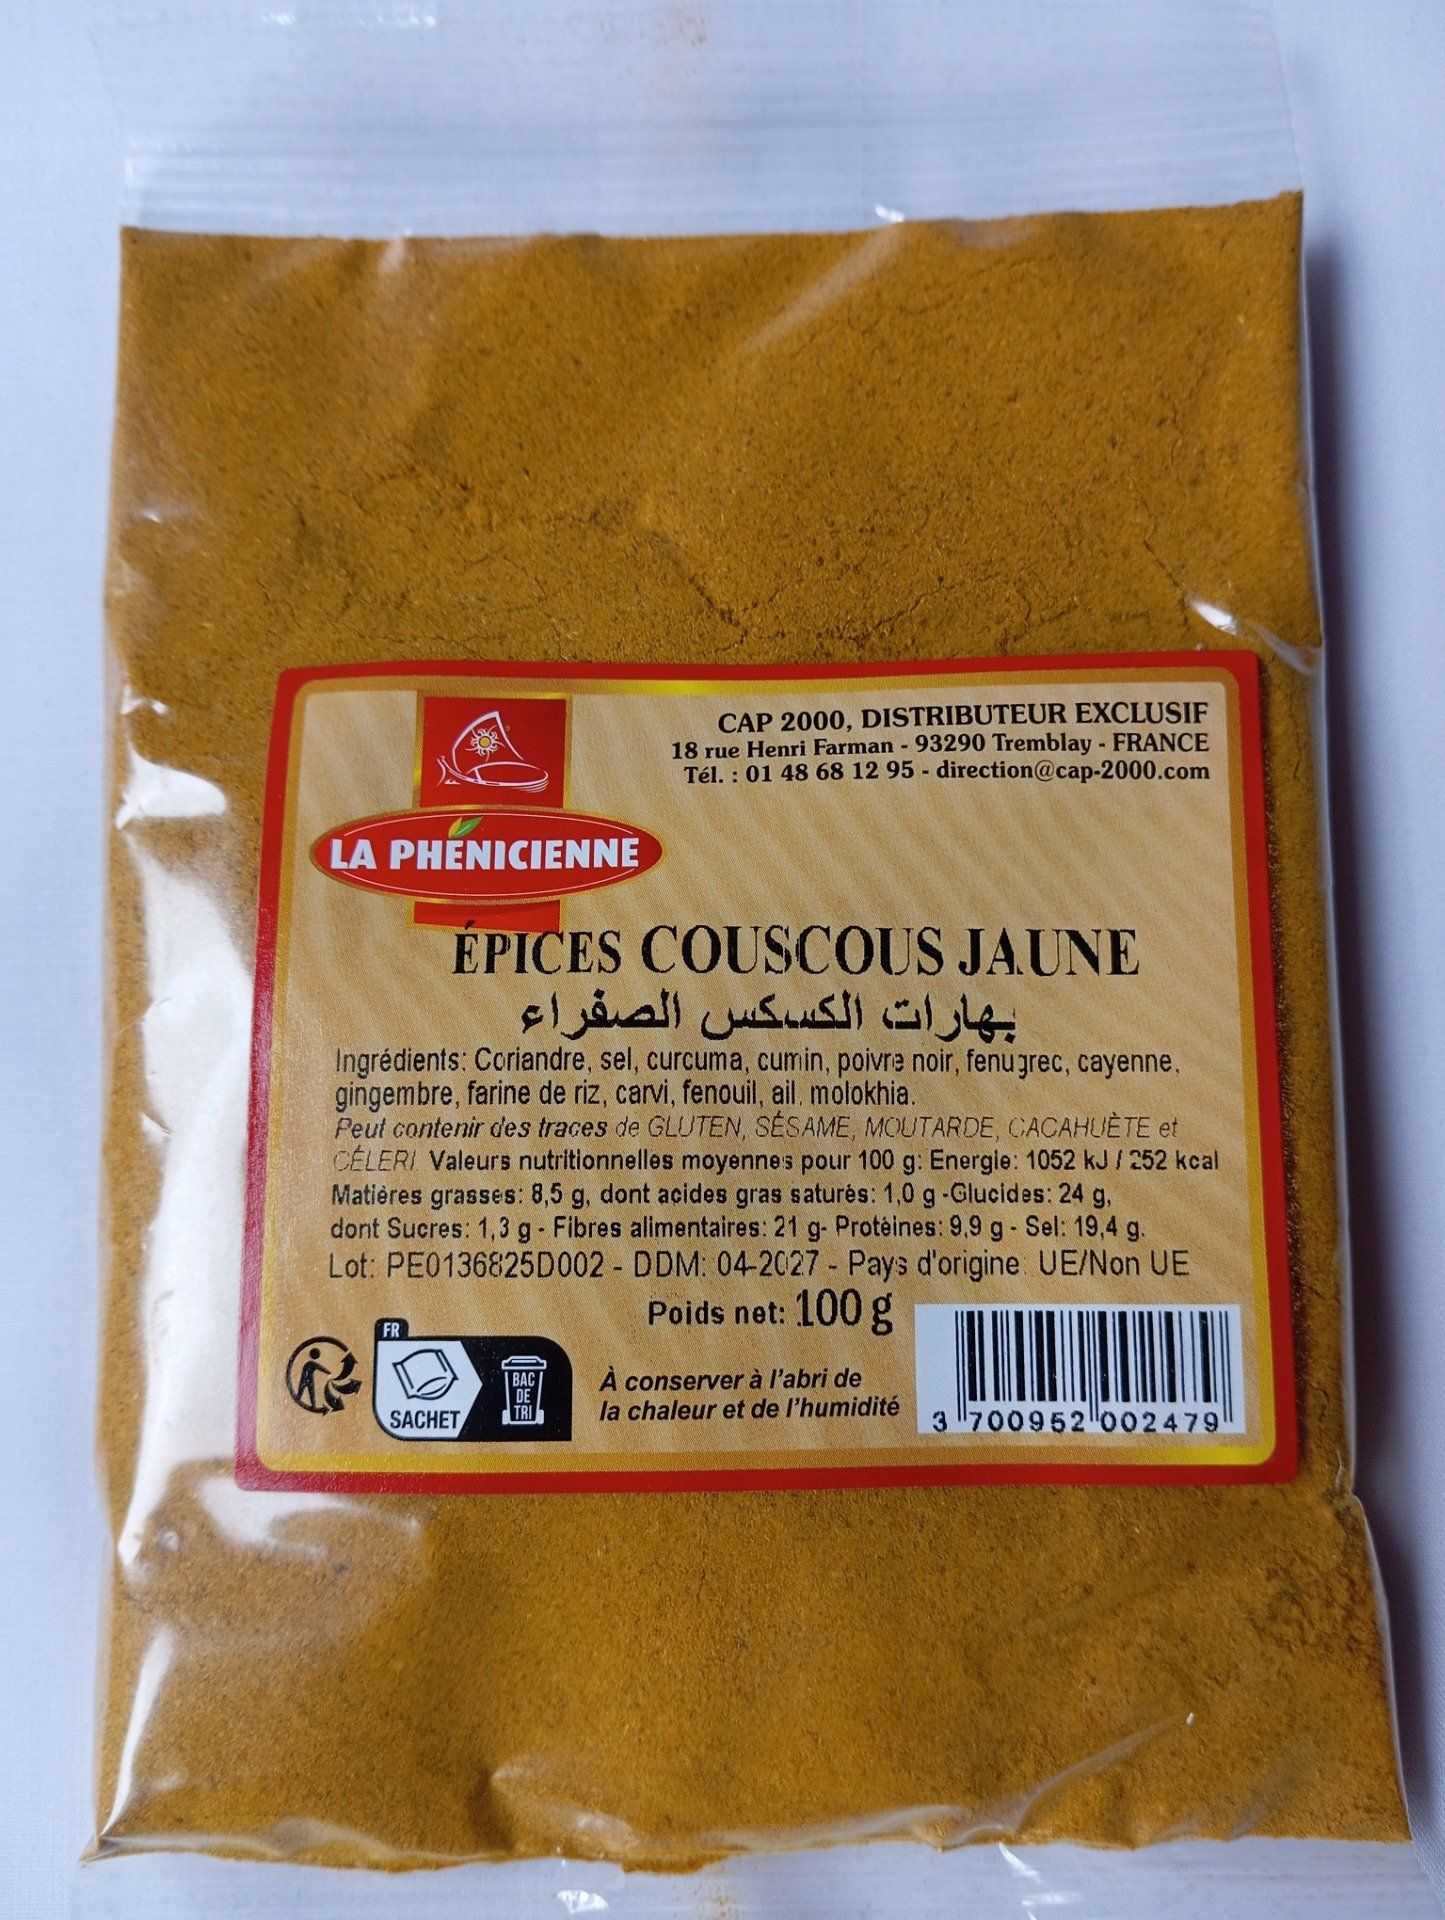 CAP 2000, DISTRIBUTEUR EXCLUSIF
18 rue Henri Farman - 93290 Tremblay - FRANCE
Tél. : 01 48 68 12 95 - direction@cap-2000.com
LA PHÉNICIENNE
ÉPICES COUSCOUS JAUNE
بهارات الكسكس الصفراء
Ingrédients: Coriandre, sel, curcuma, cumin, poivre noir, fenugrec, cayenne,
gingembre, farine de riz, carvi, fenouil, ail, molokhia.
Peut contenir des traces de GLUTEN, SÉSAME, MOUTARDE, CACAHUÈTE et
CÉLERI. Valeurs nutritionnelles moyennes pour 100 g: Energie: 1052 kJ / 252 kcal
Matières grasses: 8,5 g, dont acides gras saturés: 1,0 g -Glucides: 24 g,
dont Sucres: 1,3 g - Fibres alimentaires: 21 g- Protéines: 9,9 g - Sel: 19,4 g.
Lot: PE0136825D002 - DDM: 04-2027 - Pays d'origine: UE/Non UE
Poids net: 100 g
FR
SACHET
BAC
DE
TRI
À conserver à l'abri de
la chaleur et de l'humidité
3 700952 002479